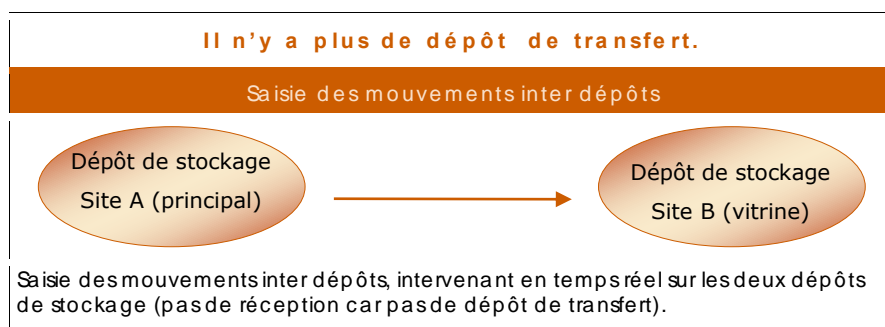 Il n’y a plus de dépôt de transfert.
Saisie des mouvements inter dépôts
Dépôt de stockage
Site A (principal)
Dépôt de stockage
Site B (vitrine)
Saisie des mouvements inter dépôts, intervenant en temps réel sur les deux dépôts
de stockage (pas de réception car pas de dépôt de transfert).